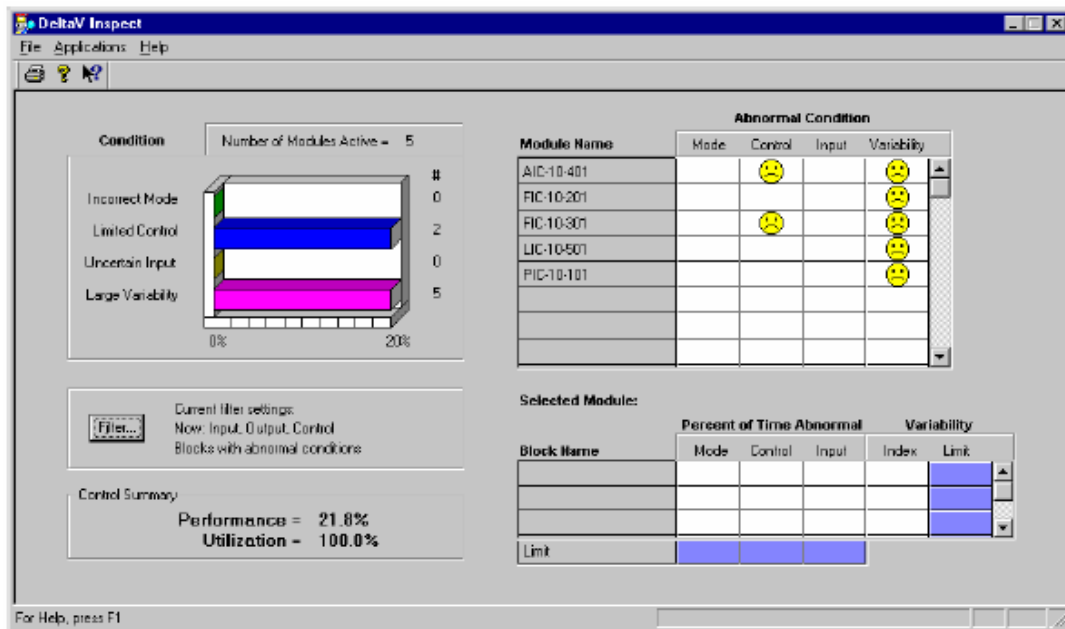 DeltaV Inspect
File Applications Help
Condition
Number of Modules Active = 5
#
Incorrect Mode 0
Limited Control 2
Uncertain Input 0
Large Variability 5
0% 20%
Filter...
Current filter settings:
Now: Input, Output, Control
Blocks with abnormal conditions
Control Summary
Performance = 21.8%
Utilization = 100.0%
Abnormal Condition
Module Name Mode Control Input Variability
AIC-10-401
FIC-10-201
FIC-10-301
LIC-10-501
PIC-10-101
Selected Module:
Percent of Time Abnormal Variability
Block Name Mode Control Input Index Limit
Limit
For Help, press F1